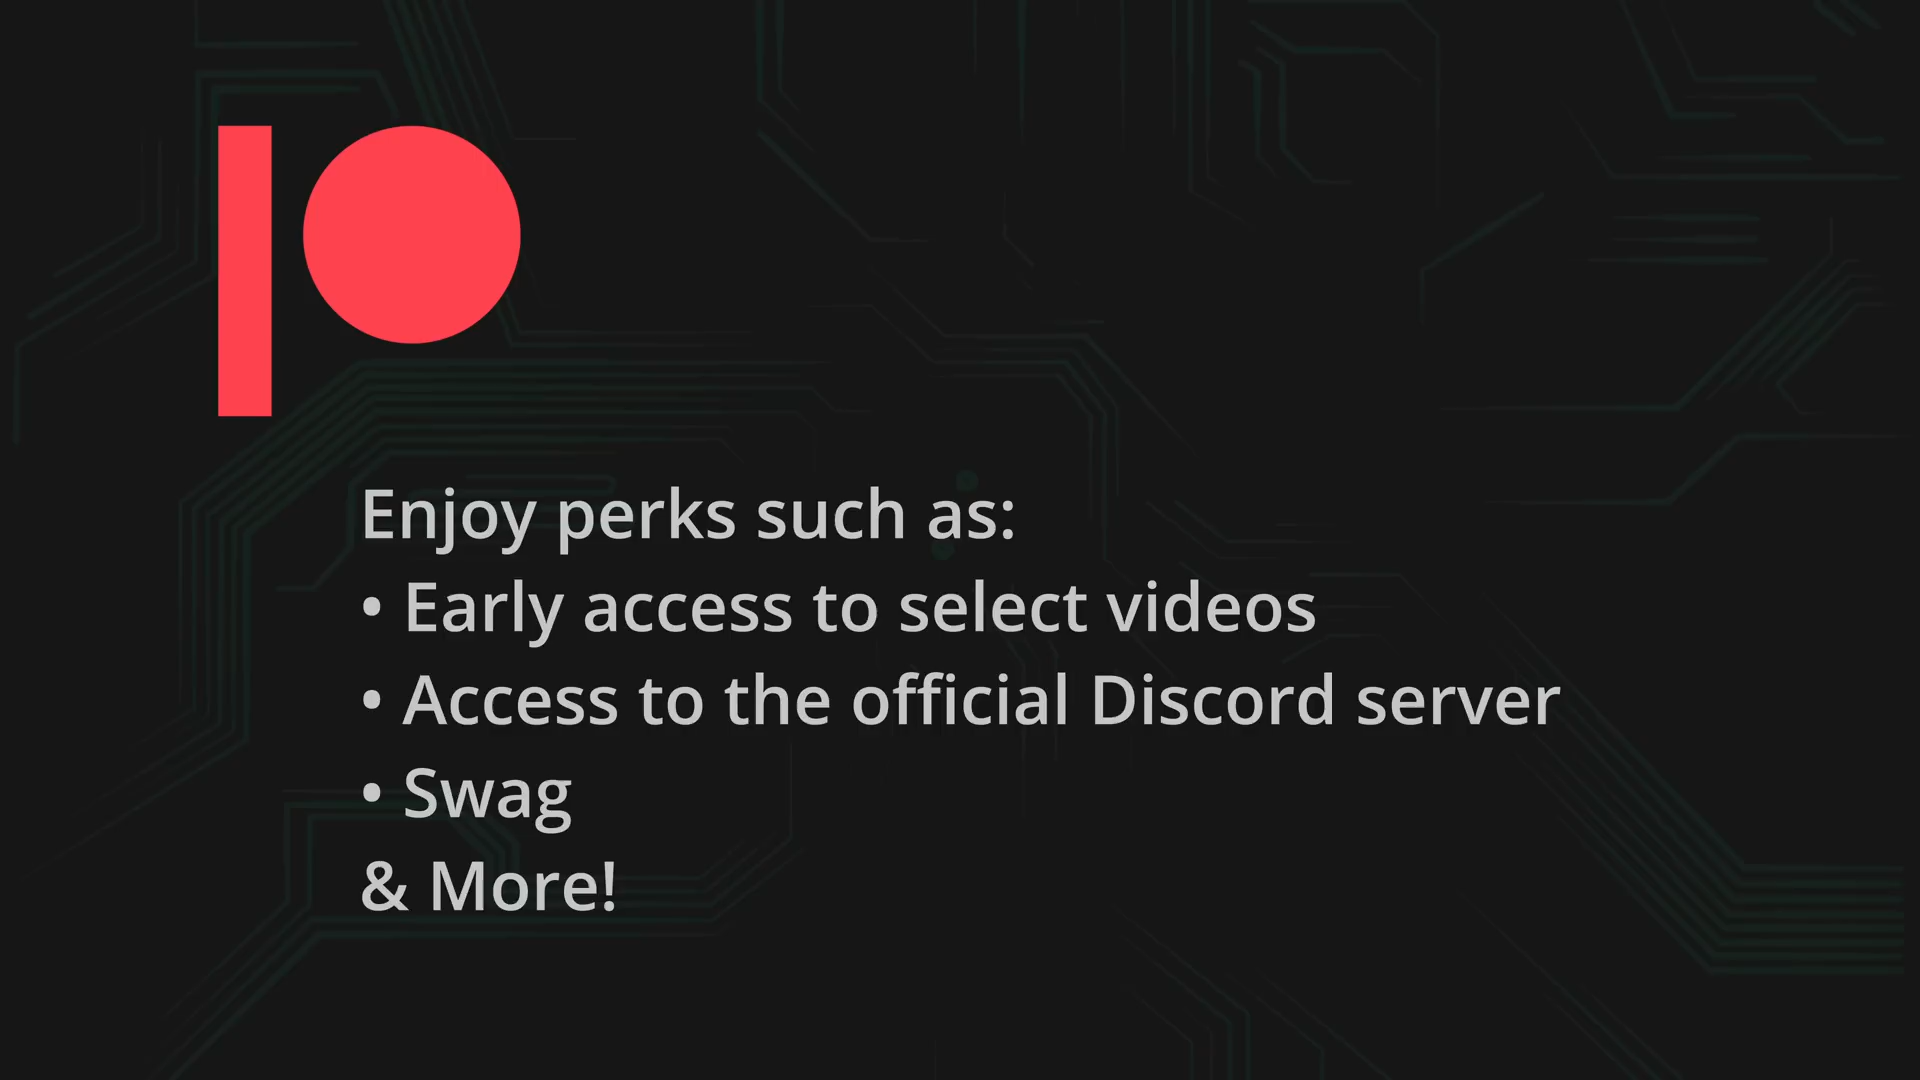 Enjoy perks such as:
• Early access to select videos
• Access to the official Discord server
• Swag
& More!